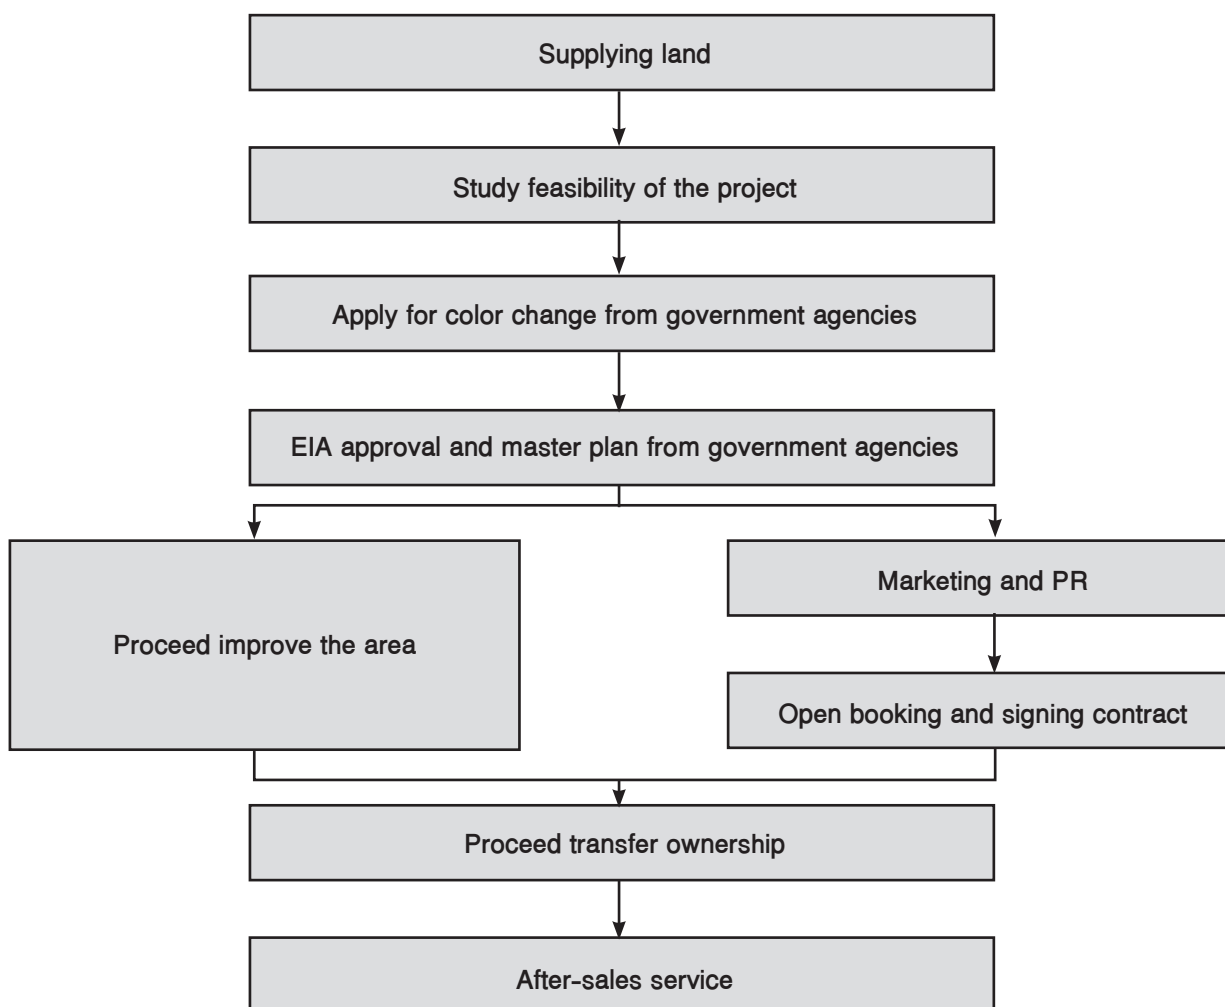 Supplying land
Study feasibility of the project
Apply for color change from government agencies
EIA approval and master plan from government agencies
Proceed improve the area
Marketing and PR
Open booking and signing contract
Proceed transfer ownership
After-sales service